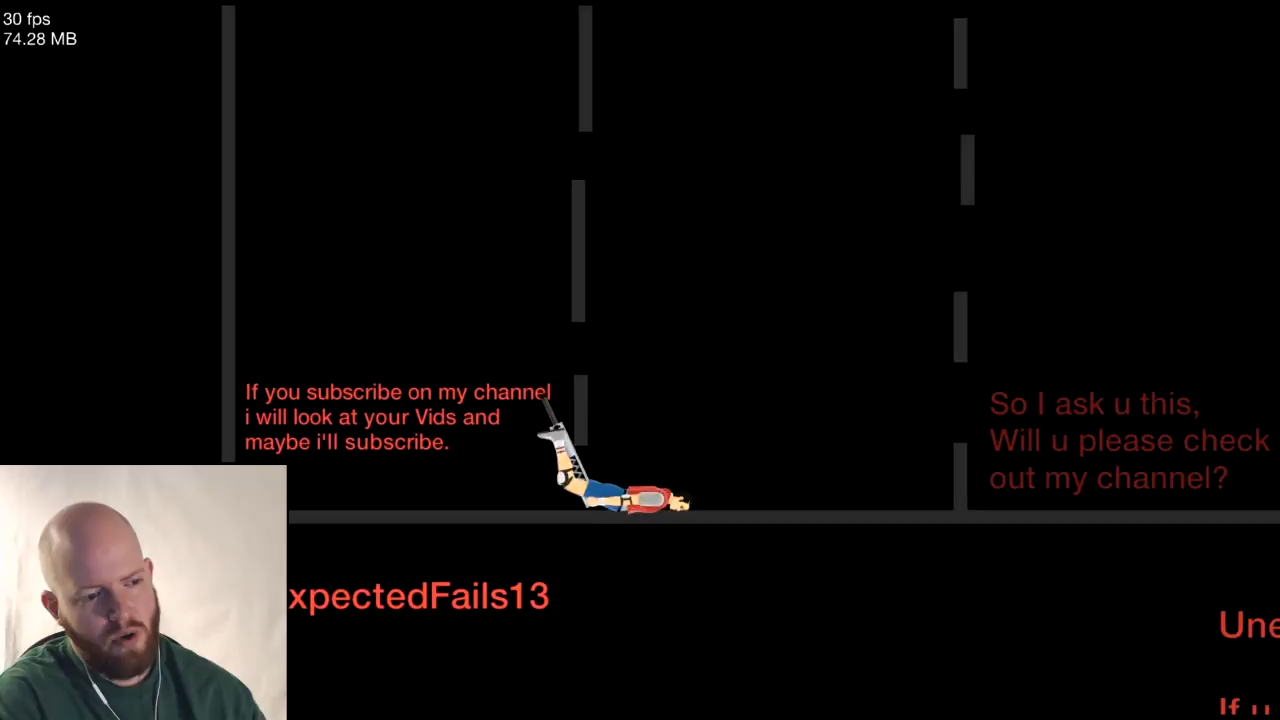 30 fps
74.28 MB
If you subscribe on my channel
i will look at your Vids and
maybe i'll subscribe.
So I ask u this,
Will u please check
out my channel?
xpectedFails13
Une
If